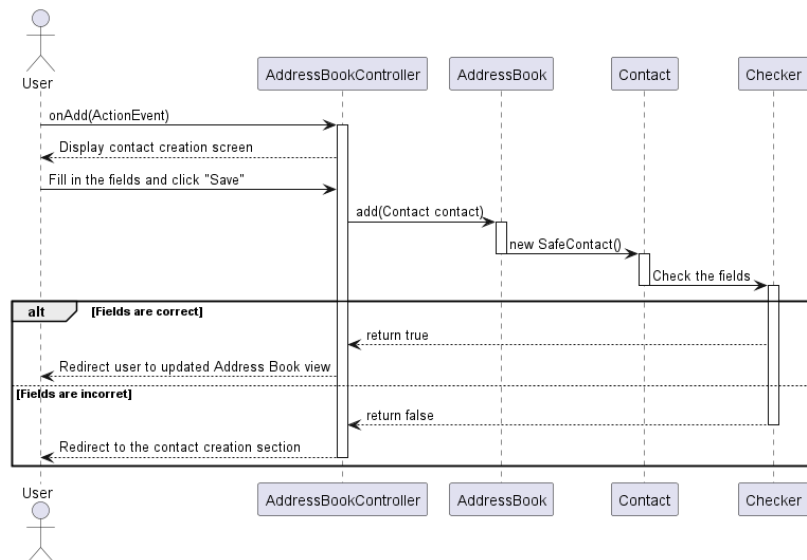 User
AddressBookController
AddressBook
Contact
Checker
onAdd(ActionEvent)
Display contact creation screen
Fill in the fields and click "Save"
add(Contact contact)
new SafeContact()
Check the fields
alt
[Fields are correct]
return true
Redirect user to updated Address Book view
[Fields are incorret]
return false
Redirect to the contact creation section
User
AddressBookController
AddressBook
Contact
Checker